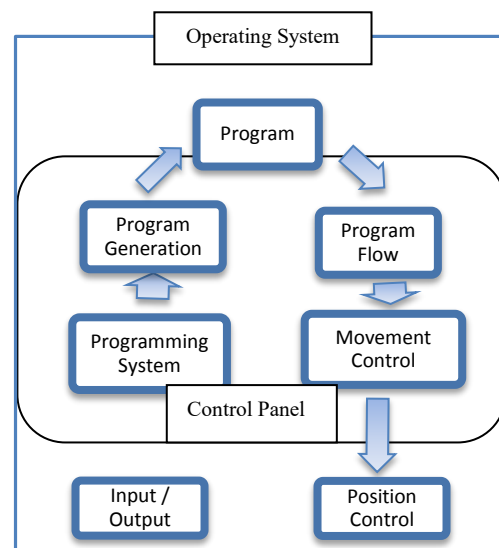 Operating System
Program
Program
Generation
Program
Flow
Programming
System
Movement
Control
Control Panel
Input /
Output
Position
Control